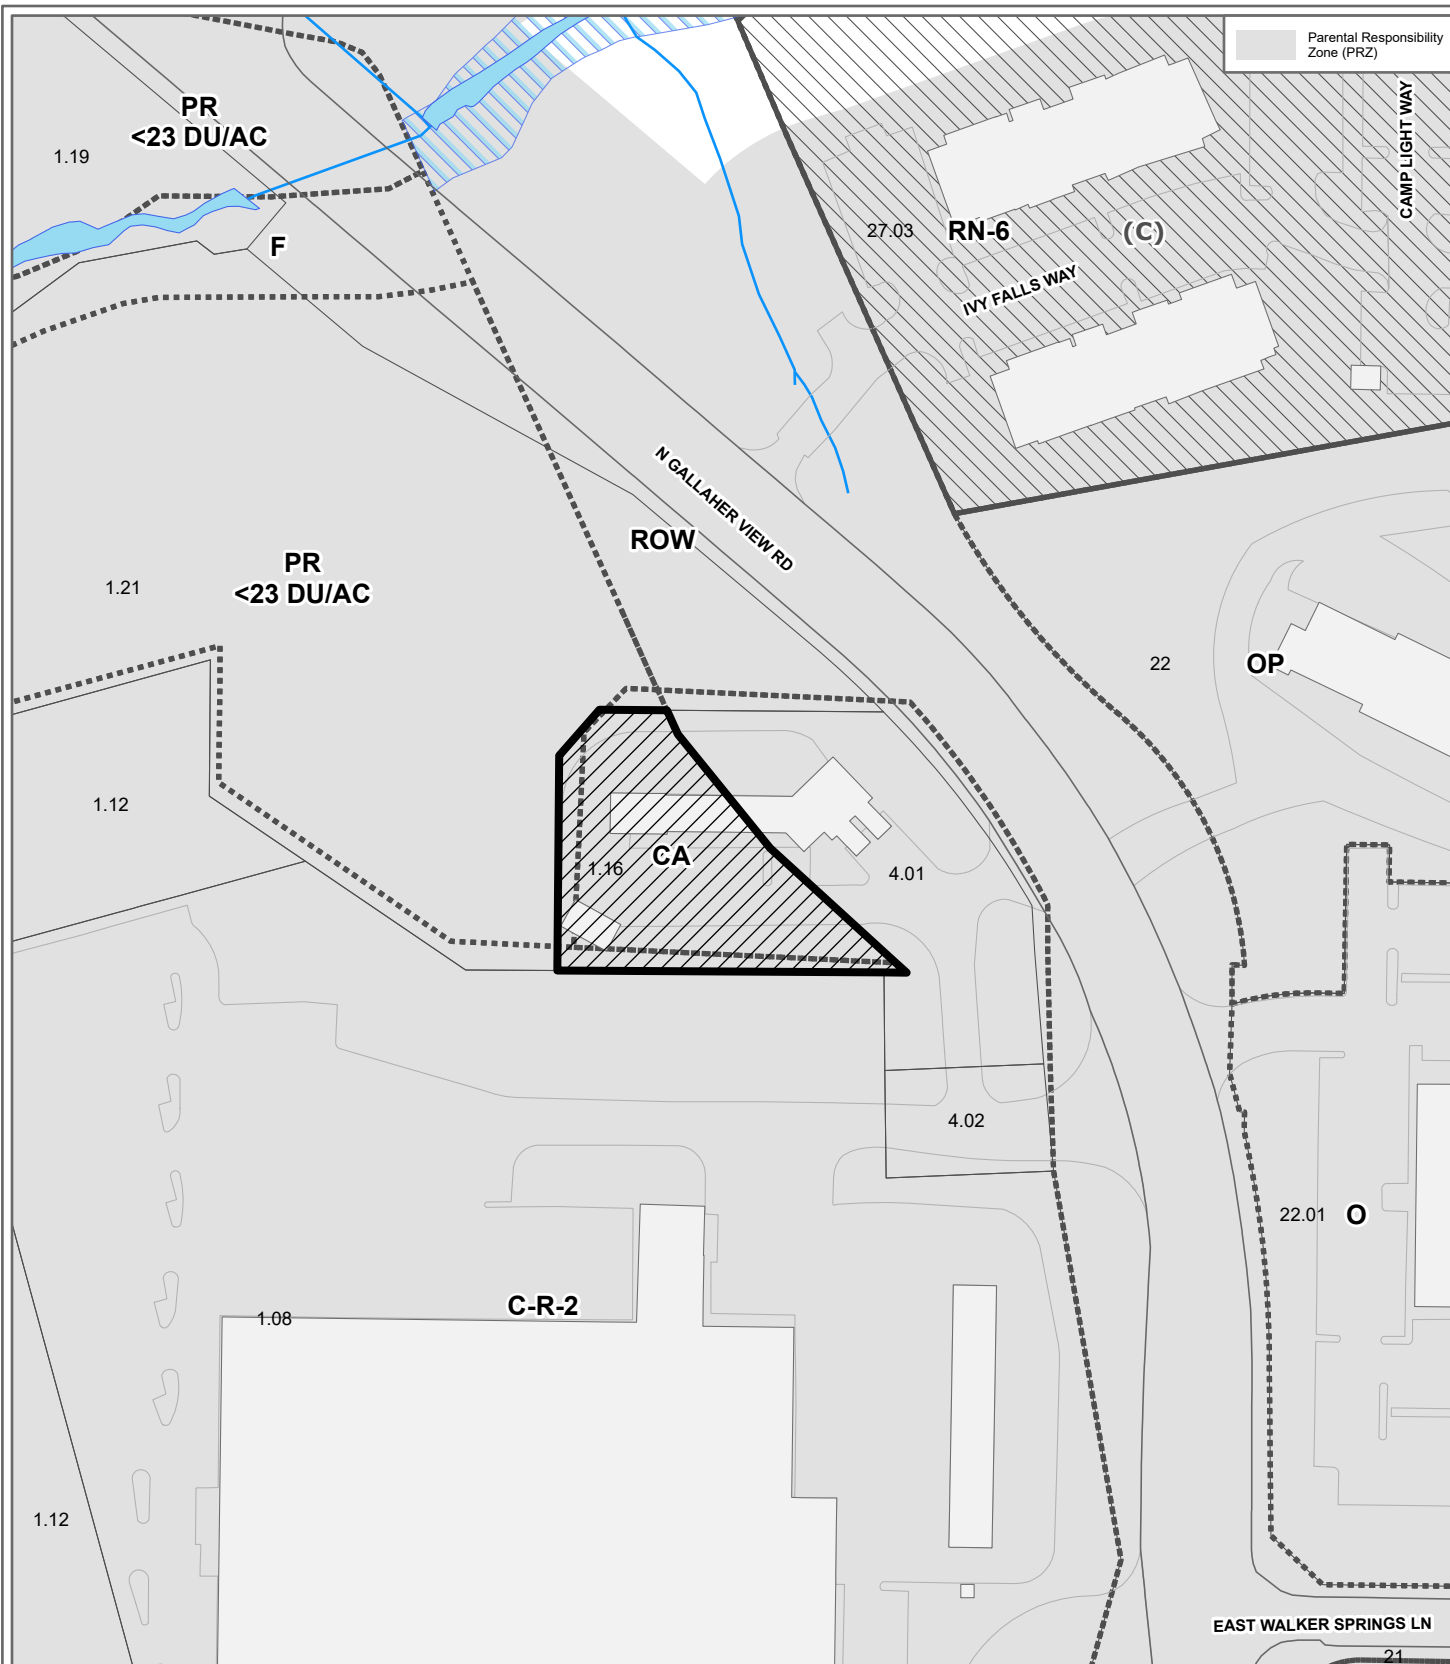 Parental Responsibility
Zone (PRZ)
CAMP LIGHT WAY
PR
<23 DU/AC
1.19
F
27.03
RN-6
(C)
IVY FALLS WAY
N GALLAHER VIEW RD
ROW
PR
<23 DU/AC
1.21
22
OP
1.12
CA
1.16
4.01
4.02
22.01
O
C-R-2
1.08
1.12
EAST WALKER SPRINGS LN
21